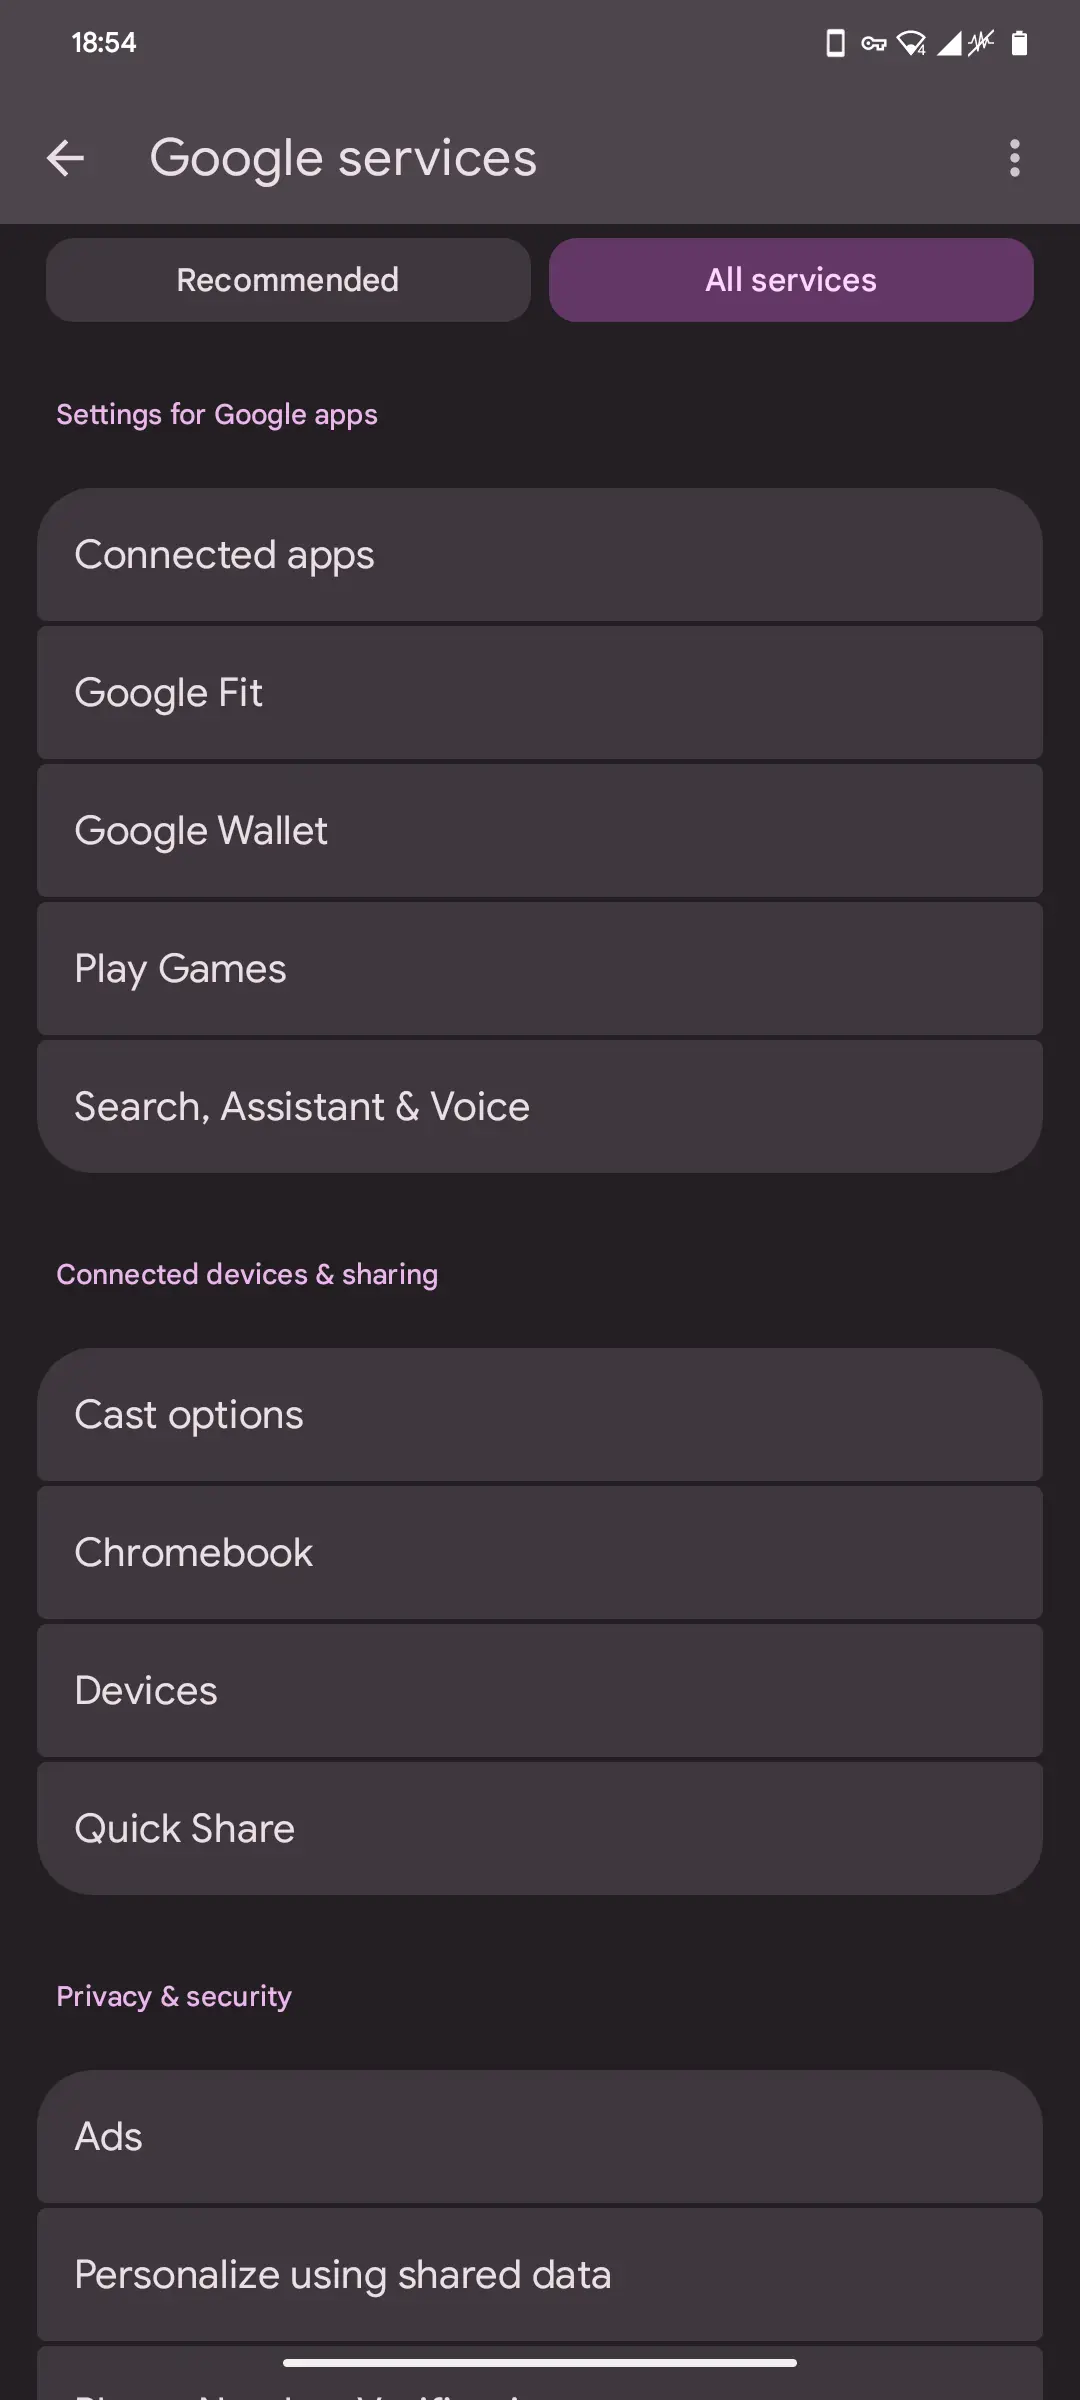 18:54
Google services
Recommended
All services
Settings for Google apps
Connected apps
Google Fit
Google Wallet
Play Games
Search, Assistant & Voice
Connected devices & sharing
Cast options
Chromebook
Devices
Quick Share
Privacy & security
Ads
Personalize using shared data